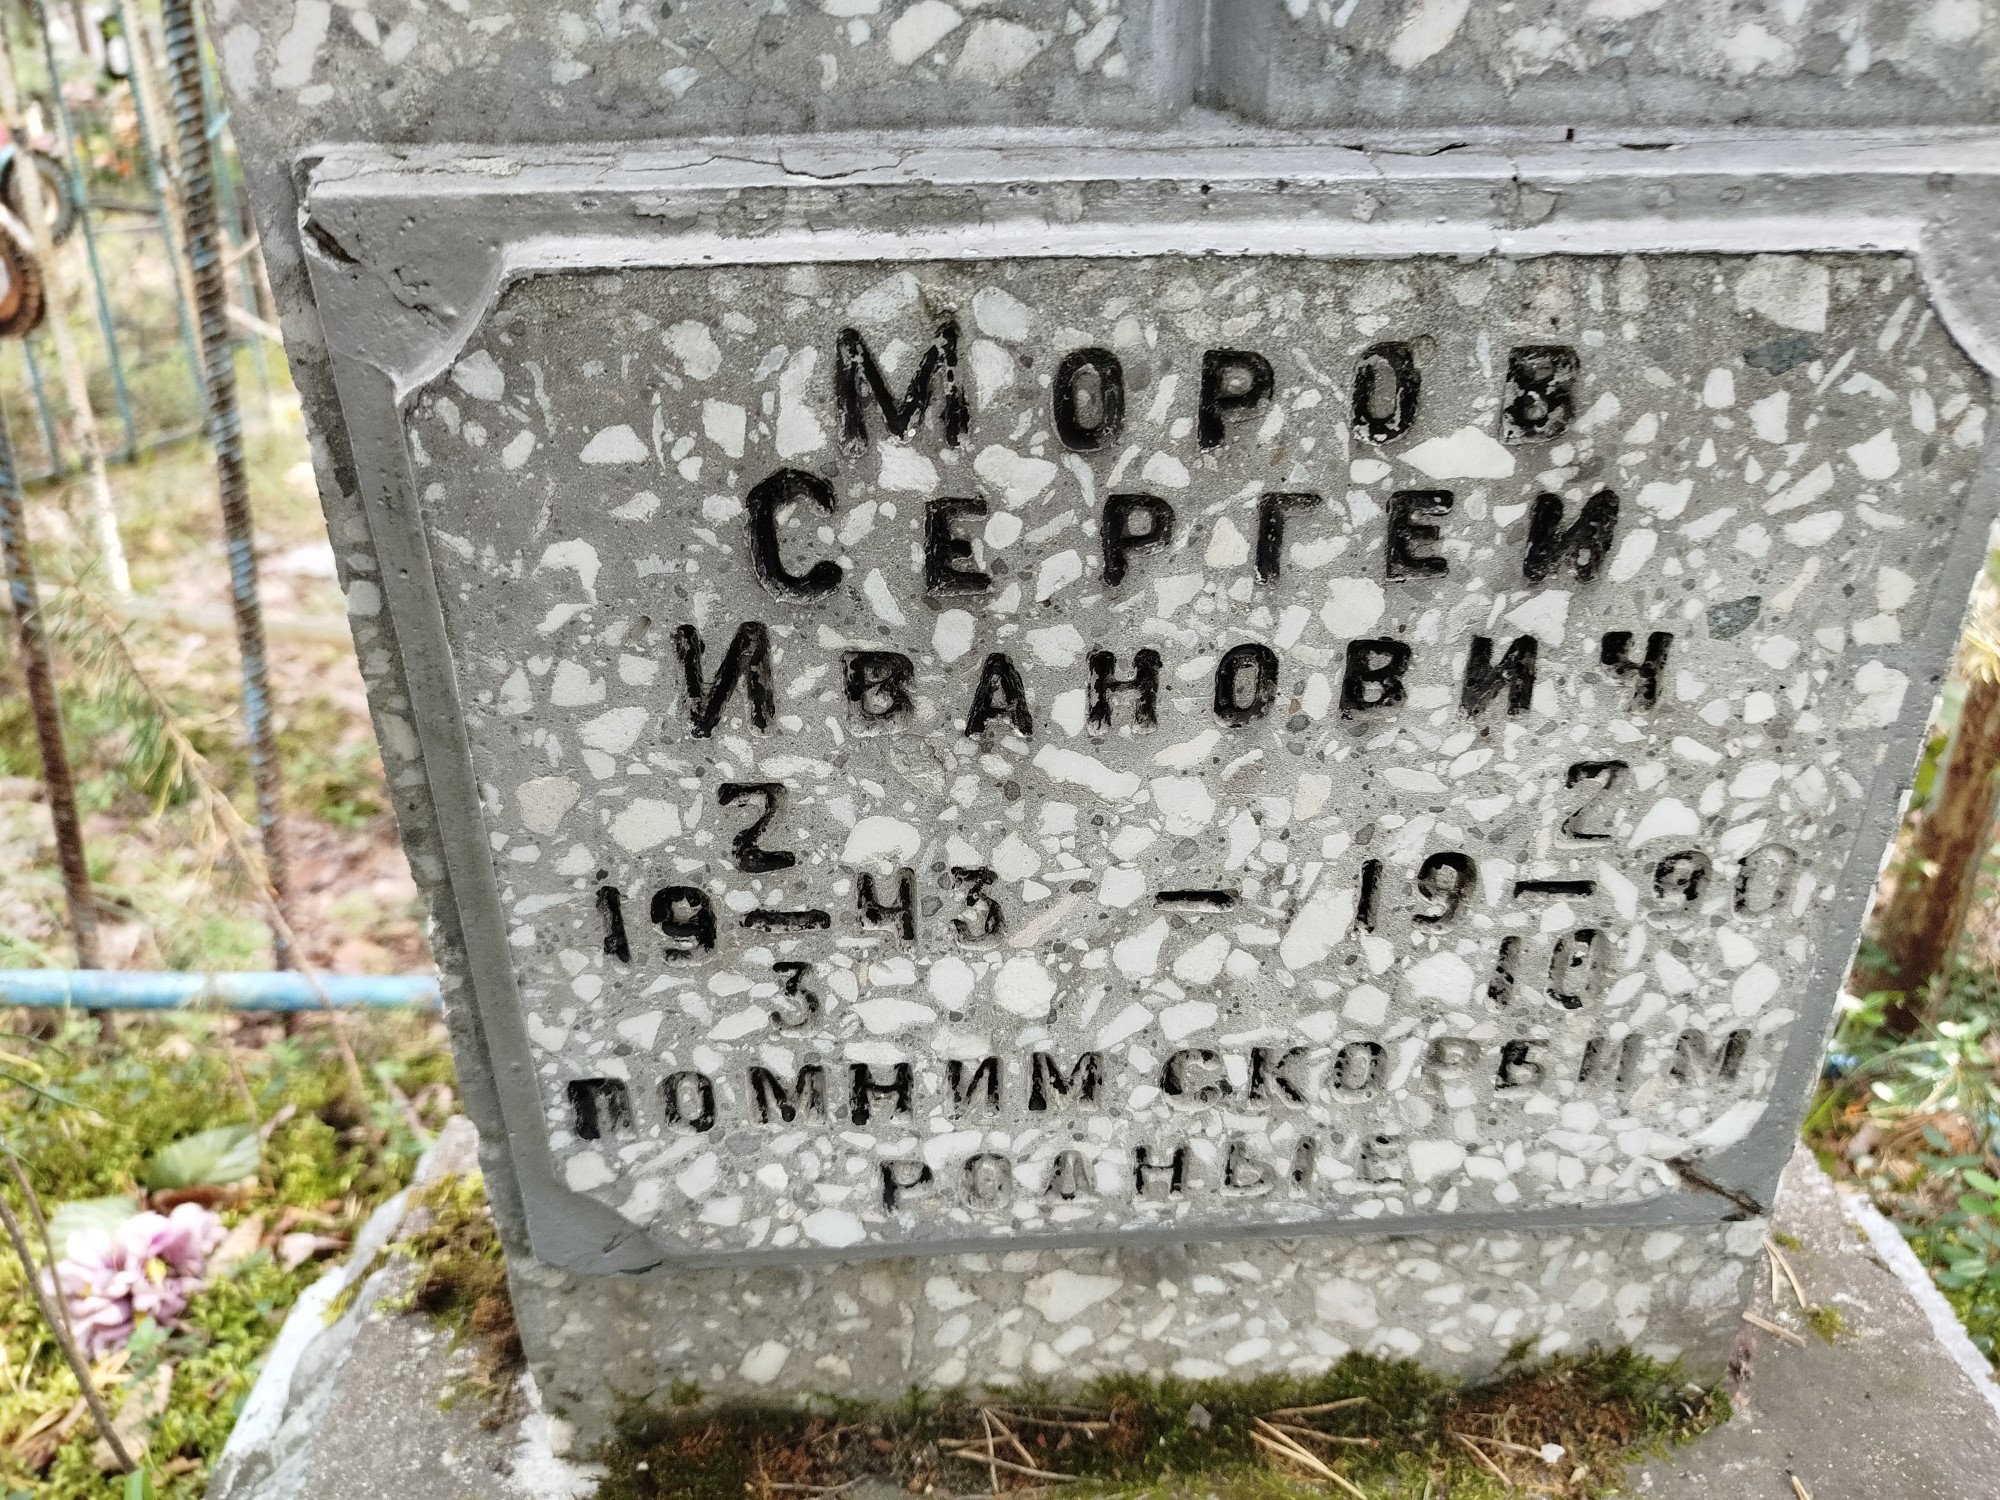 МОРОВ
СЕРГЕИ
ИВАНОВИЧ
2 2
19 — 43 — 19 — 90
3 10
ПОМНИМ СКОРБИМ
РОДНЫЕ